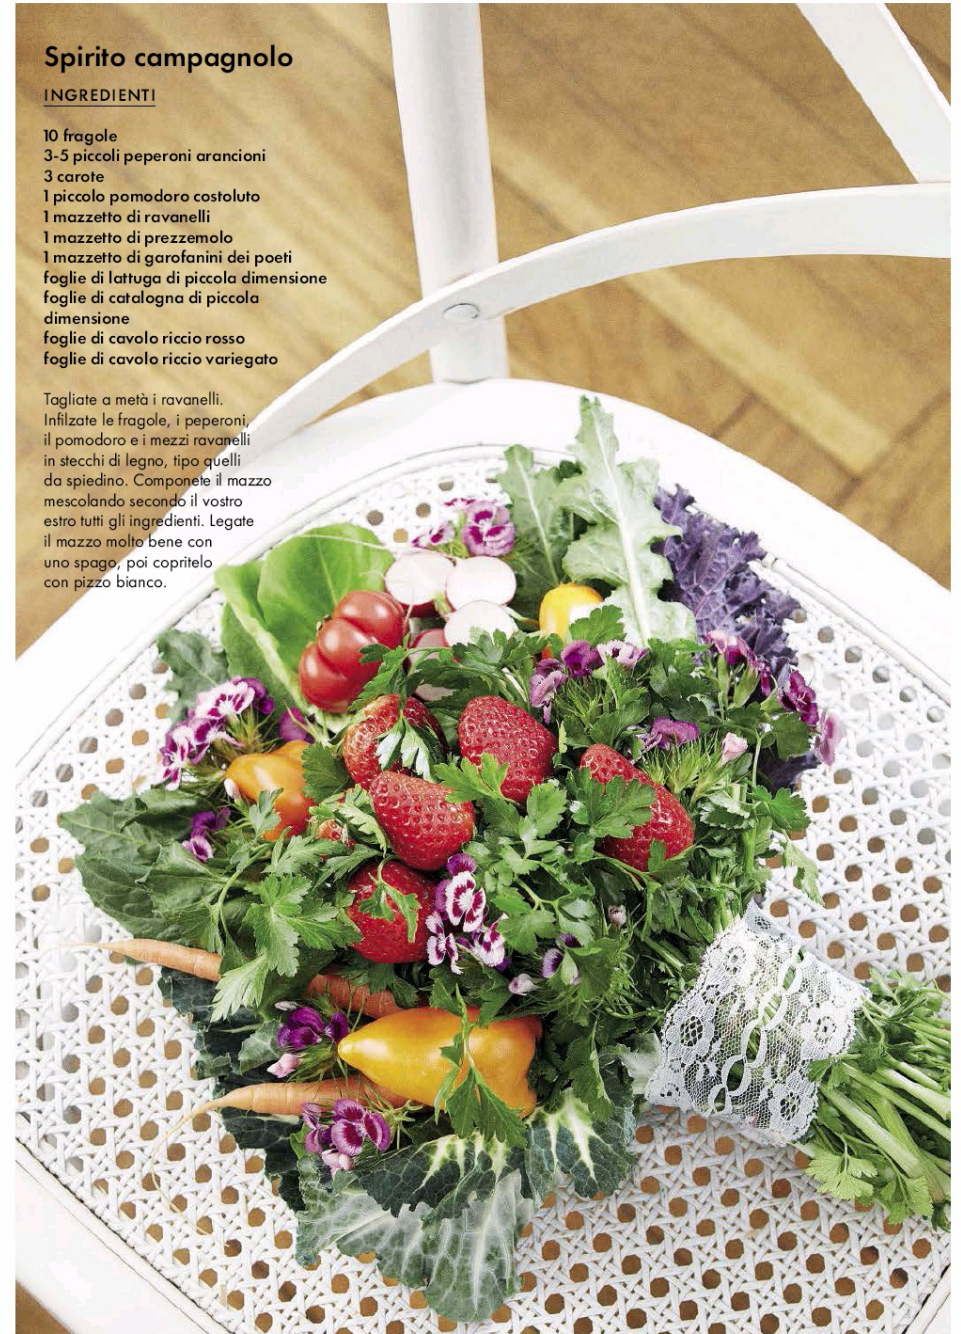 Spirito campagnolo
INGREDIENTI
10 fragole
3-5 piccoli peperoni arancioni
3 carote
1 piccolo pomodoro costoluto
1 mazzetto di ravanelli
1 mazzetto di prezzemolo
1 mazzetto di garofanini dei poeti
foglie di lattuga di piccola dimensione
foglie di catalogna di piccola
dimensione
foglie di cavolo riccio rosso
foglie di cavolo riccio variegato
Tagliate a metà i ravanelli.
Infilzate le fragole, i peperoni,
il pomodoro e i mezzi ravanelli
in stecchi di legno, tipo quelli
da spiedino. Componete il mazzo
mescolando secondo il vostro
estro tutti gli ingredienti. Legate
il mazzo molto bene con
uno spago, poi copritelo
con pizzo bianco.